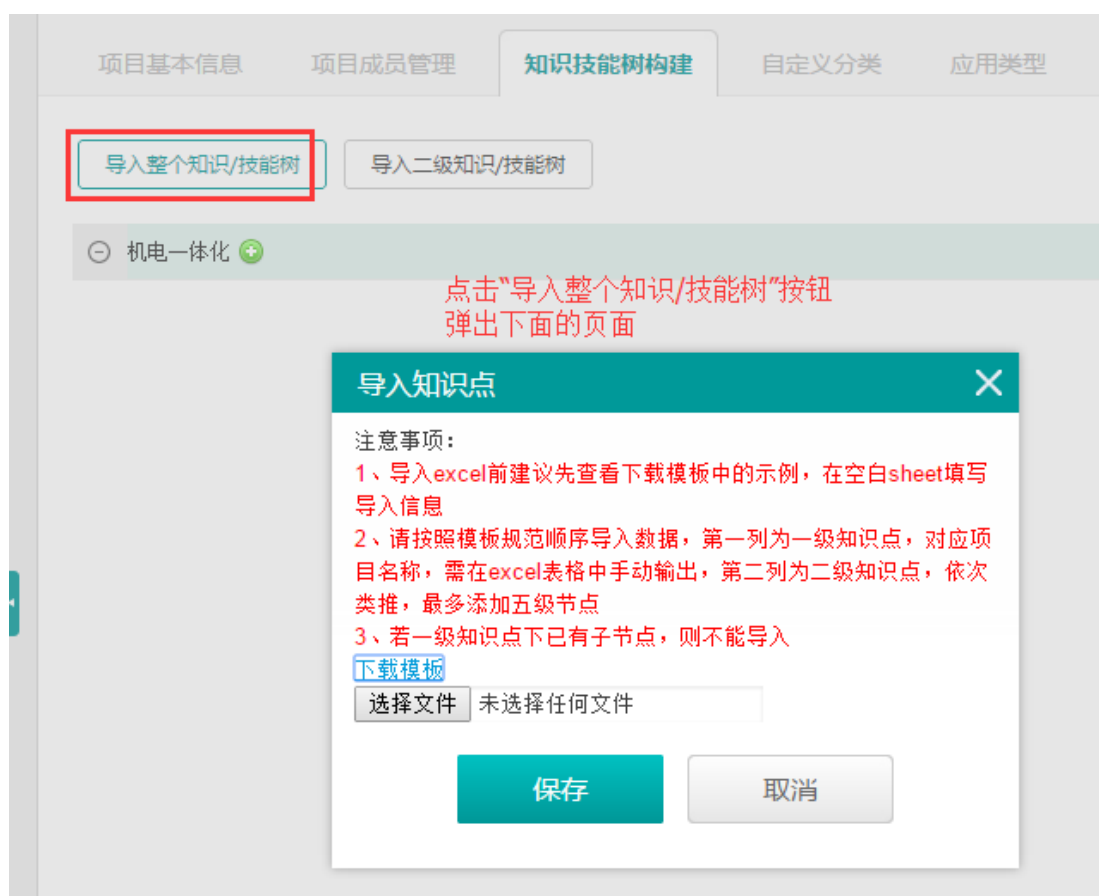 项目基本信息 项目成员管理 知识技能树构建 自定义分类 应用类型
导入整个知识/技能树 导入二级知识/技能树
机电一体化
点击“导入整个知识/技能树”按钮
弹出下面的页面
导入知识点
注意事项：
1、导入excel前建议先查看下载模板中的示例，在空白sheet填写
导入信息
2、请按照模板规范顺序导入数据，第一列为一级知识点，对应项
目名称，需在excel表格中手动输出，第二列为二级知识点，依次
类推，最多添加五级节点
3、若一级知识点下已有子节点，则不能导入
下载模板
选择文件 未选择任何文件
保存 取消